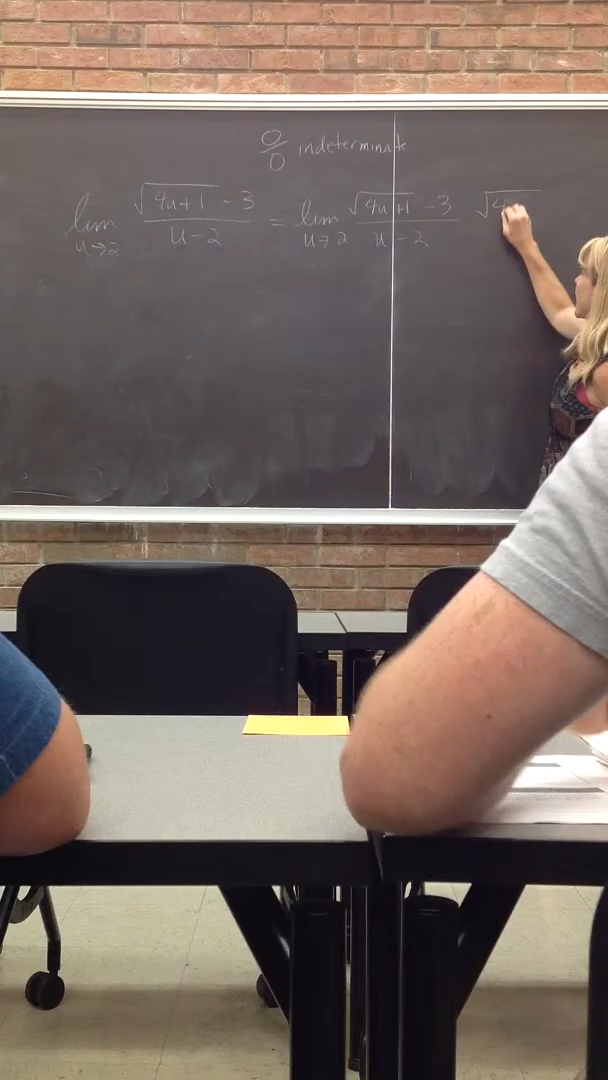 0/0 indeterminate
lim u→2 √(4u+1) - 3 / u-2 = lim u→2 √(4u+1) - 3 / u-2 √4